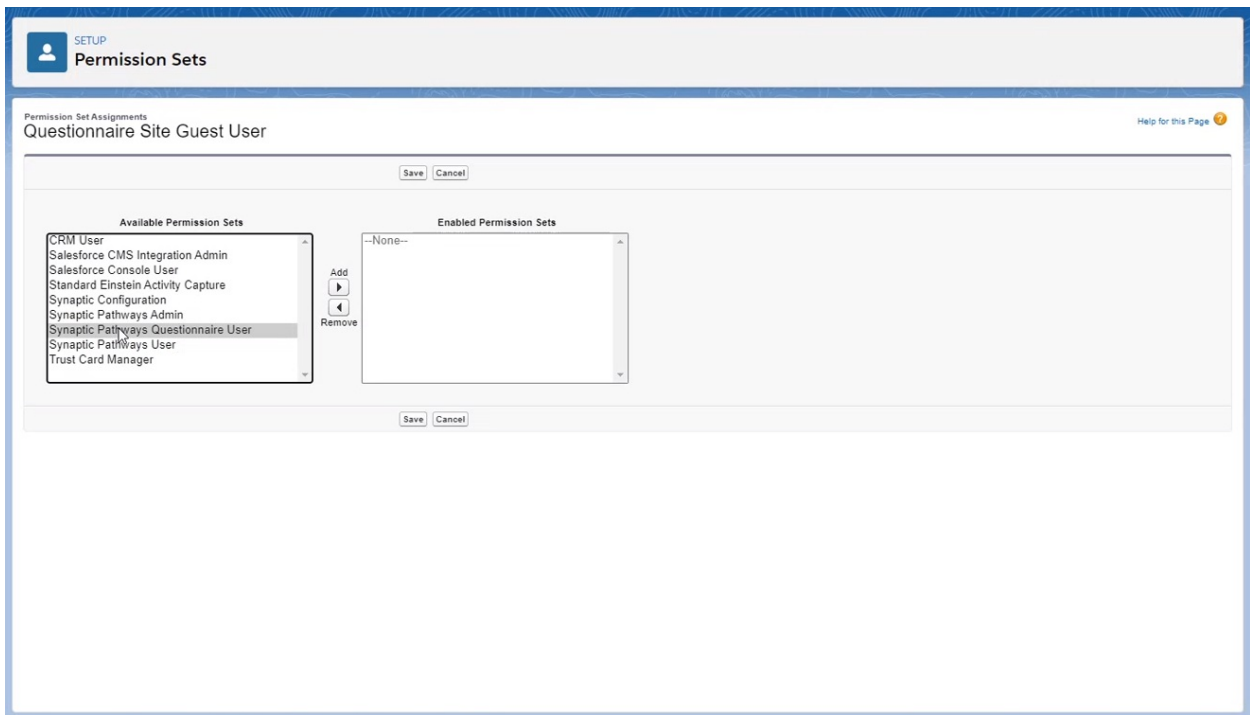 SETUP
Permission Sets
Permission Set Assignments
Questionnaire Site Guest User
Help for this Page ?
Save Cancel
Available Permission Sets
Enabled Permission Sets
CRM User
Salesforce CMS Integration Admin
Salesforce Console User
Standard Einstein Activity Capture
Synaptic Configuration
Synaptic Pathways Admin
Synaptic Pathways Questionnaire User
Synaptic Pathways User
Trust Card Manager
Add
Remove
--None--
Save Cancel